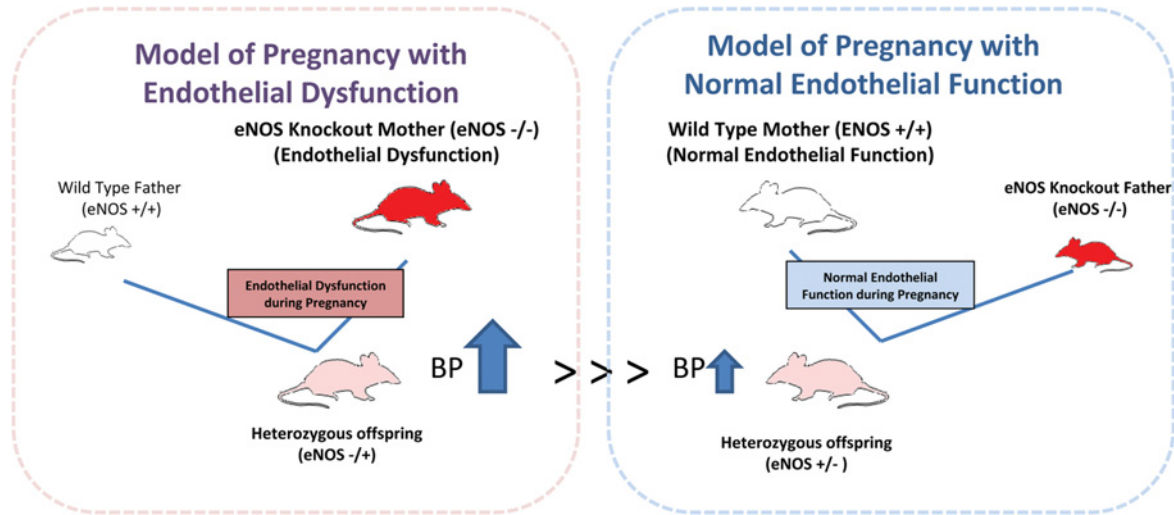 Model of Pregnancy with
Endothelial Dysfunction
eNOS Knockout Mother (eNOS -/-)
(Endothelial Dysfunction)
Wild Type Father
(eNOS +/+)
Endothelial Dysfunction
during Pregnancy
BP
Heterozygous offspring
(eNOS -/+)
> > >
Model of Pregnancy with
Normal Endothelial Function
Wild Type Mother (ENOS +/+)
(Normal Endothelial Function)
eNOS Knockout Father
(eNOS -/-)
Normal Endothelial
Function during Pregnancy
BP
Heterozygous offspring
(eNOS +/- )